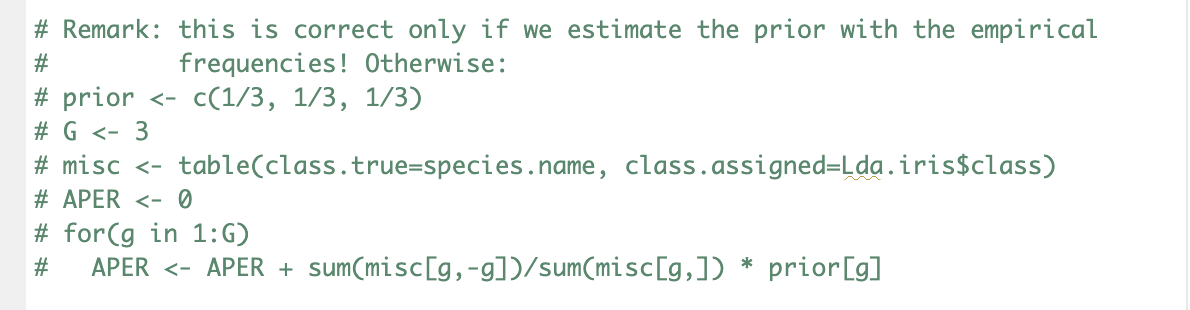 # Remark: this is correct only if we estimate the prior with the empirical
#         frequencies! Otherwise:
# prior <- c(1/3, 1/3, 1/3)
# G <- 3
# misc <- table(class.true=species.name, class.assigned=Lda.iris$class)
# APER <- 0
# for(g in 1:G)
#   APER <- APER + sum(misc[g,-g])/sum(misc[g,]) * prior[g]